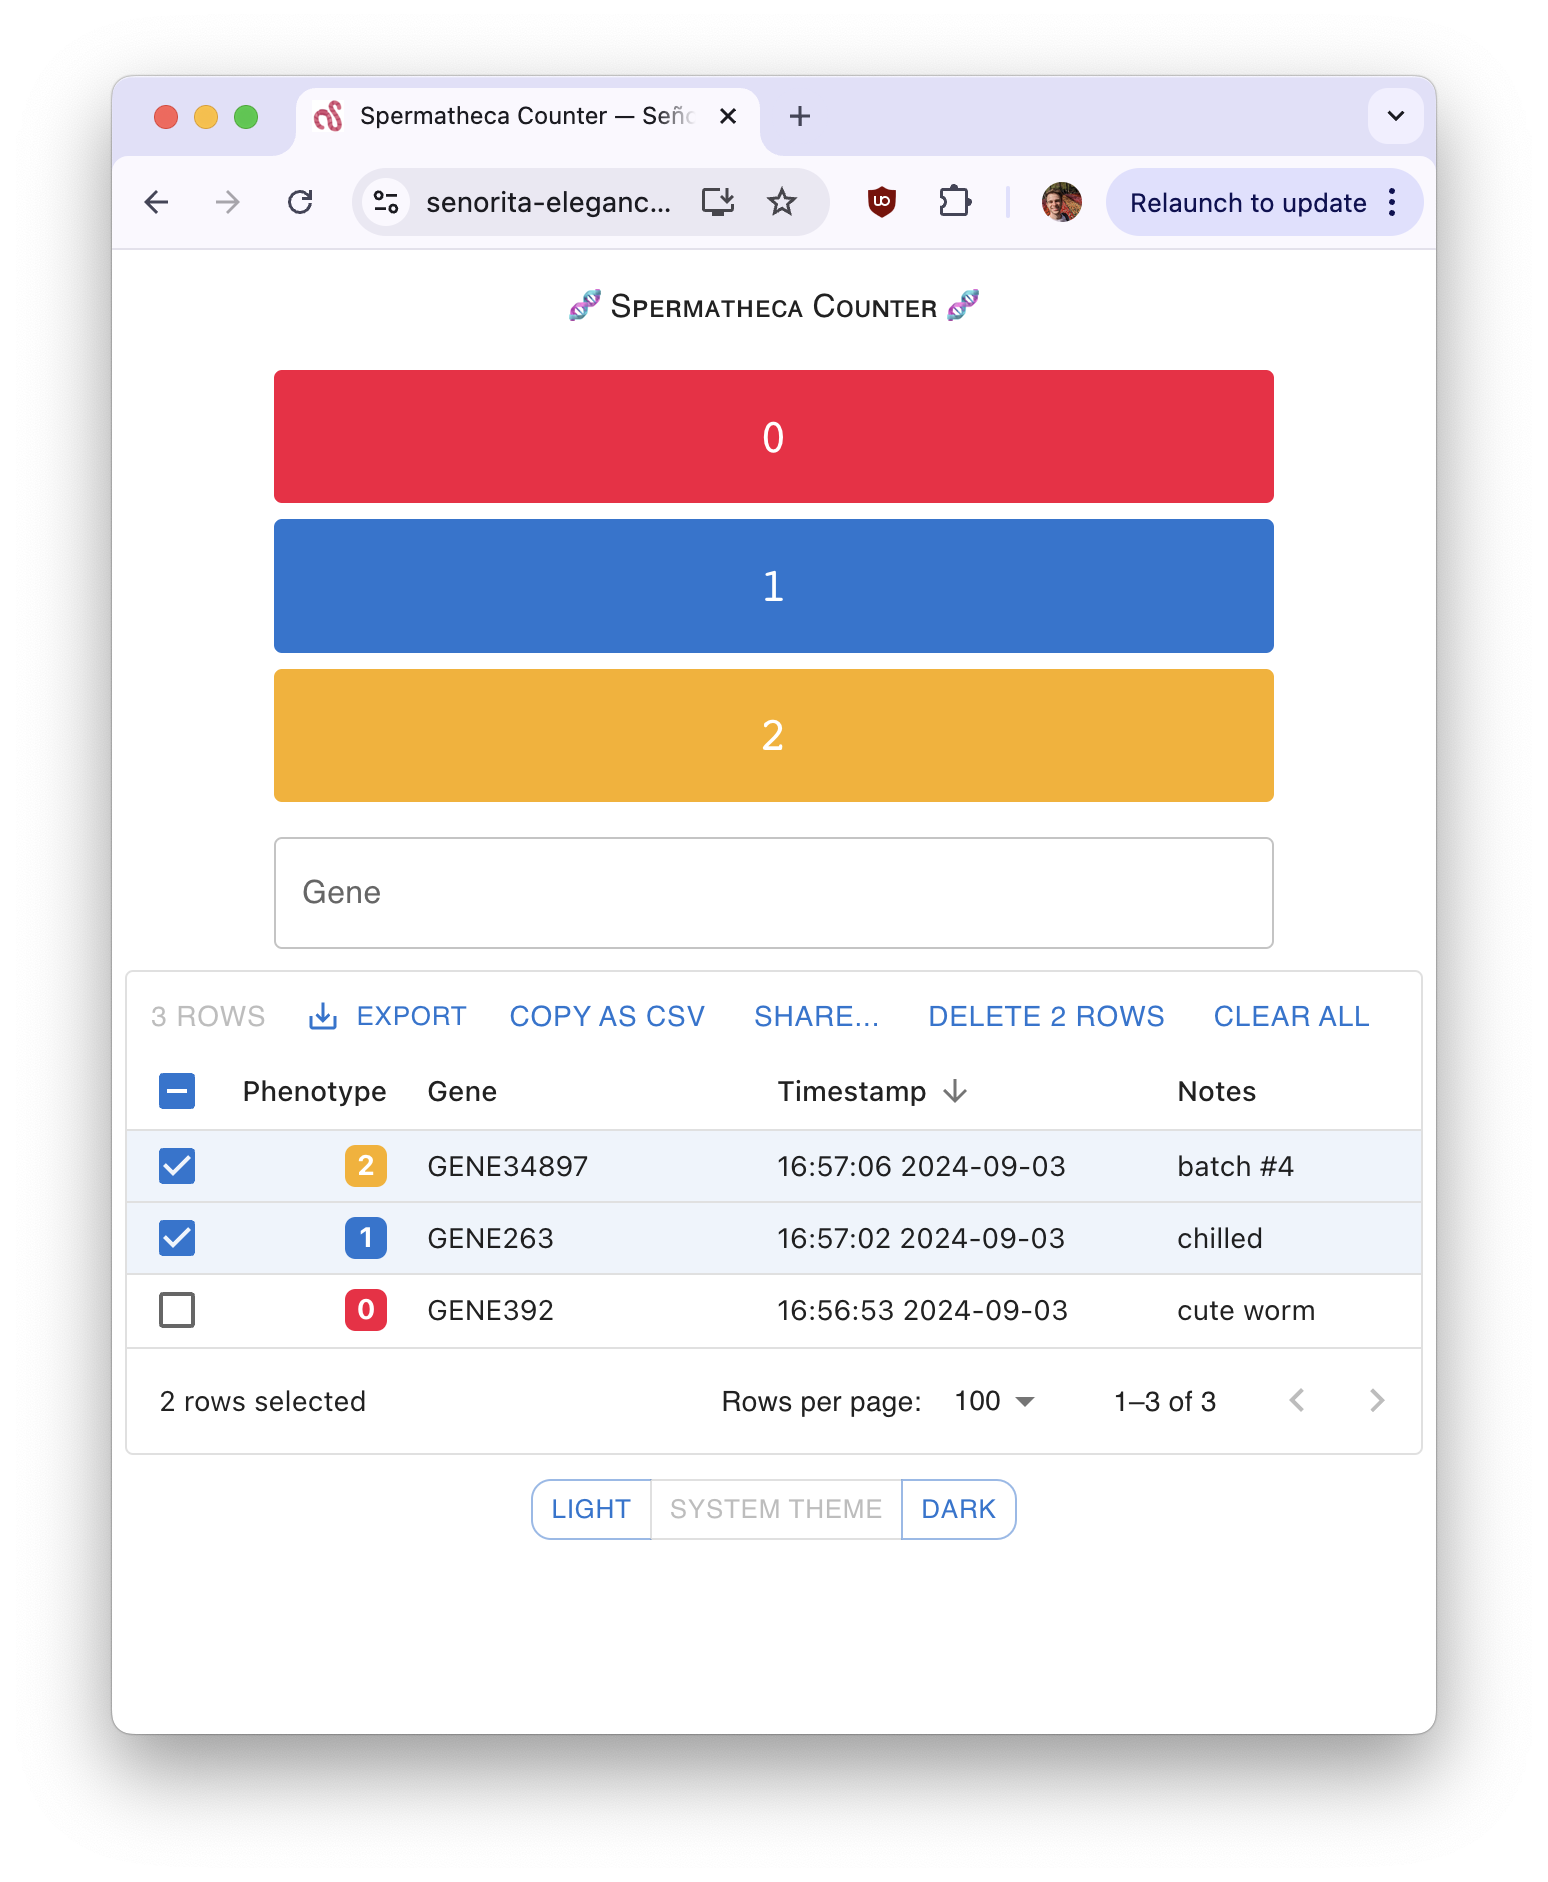 Spermatheca Counter — Seño
senorita-eleganc...
Relaunch to update
🧬 Spermatheca Counter 🧬
0
1
2
Gene
3 ROWS EXPORT COPY AS CSV SHARE... DELETE 2 ROWS CLEAR ALL
Phenotype Gene Timestamp Notes
2 GENE34897 16:57:06 2024-09-03 batch #4
1 GENE263 16:57:02 2024-09-03 chilled
0 GENE392 16:56:53 2024-09-03 cute worm
2 rows selected Rows per page: 100 1–3 of 3
LIGHT SYSTEM THEME DARK